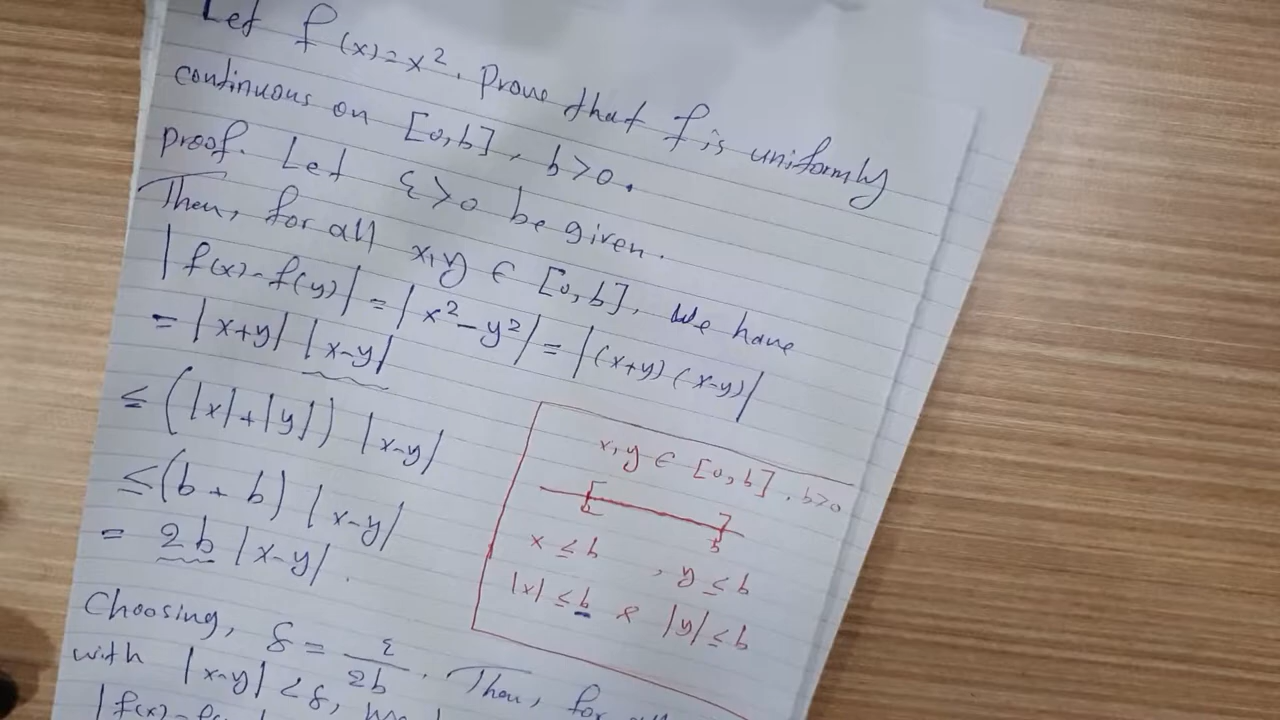 Let f(x)=x². Prove that f is uniformly
continuous on [0,b], b>0.
Proof. Let ε>0 be given.
Then, for all x,y ∈ [0,b], we have
|f(x)-f(y)| = |x²-y²| = |(x+y)(x-y)|
= |x+y| |x-y|
≤ (|x|+|y|) |x-y|
≤ (b+b) |x-y|
= 2b |x-y|.
x,y ∈ [0,b], b>0
[ ]
b
x ≤ b , y ≤ b
|x| ≤ b & |y| ≤ b
Choosing, δ = ε/2b. Then, for all
with |x-y| < δ,
|f(x)-f(y)|